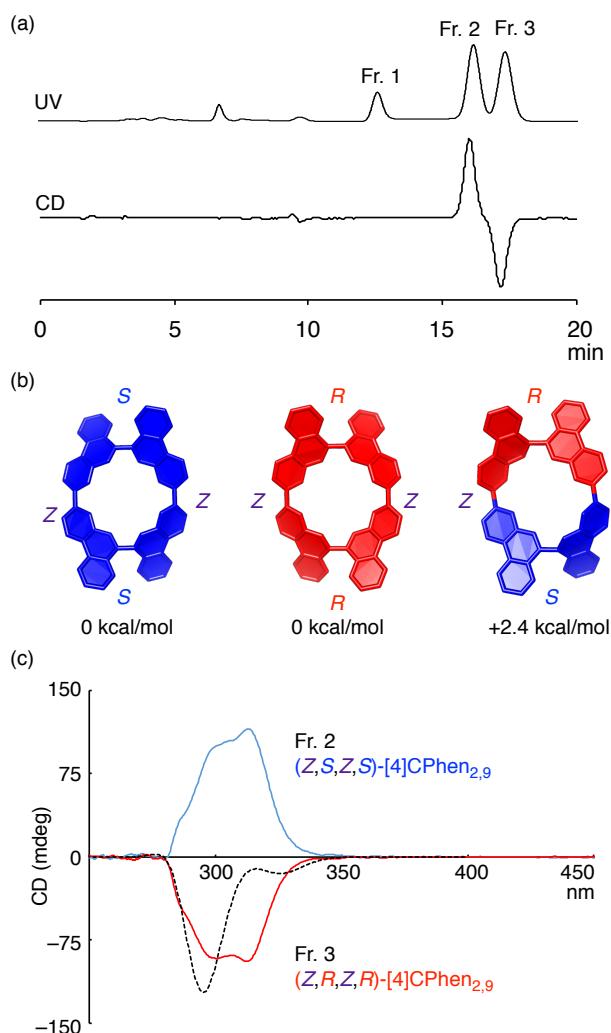 (a)
Fr. 1
Fr. 2
Fr. 3
UV
CD
0 5 10 15 20
min
(b)
S R R
Z Z Z Z
S R S
0 kcal/mol 0 kcal/mol +2.4 kcal/mol
(c)
150
75
0
−75
−150
CD (mdeg)
300 350 400 450
nm
Fr. 2
(Z,S,Z,S)-[4]CPhen2,9
Fr. 3
(Z,R,Z,R)-[4]CPhen2,9